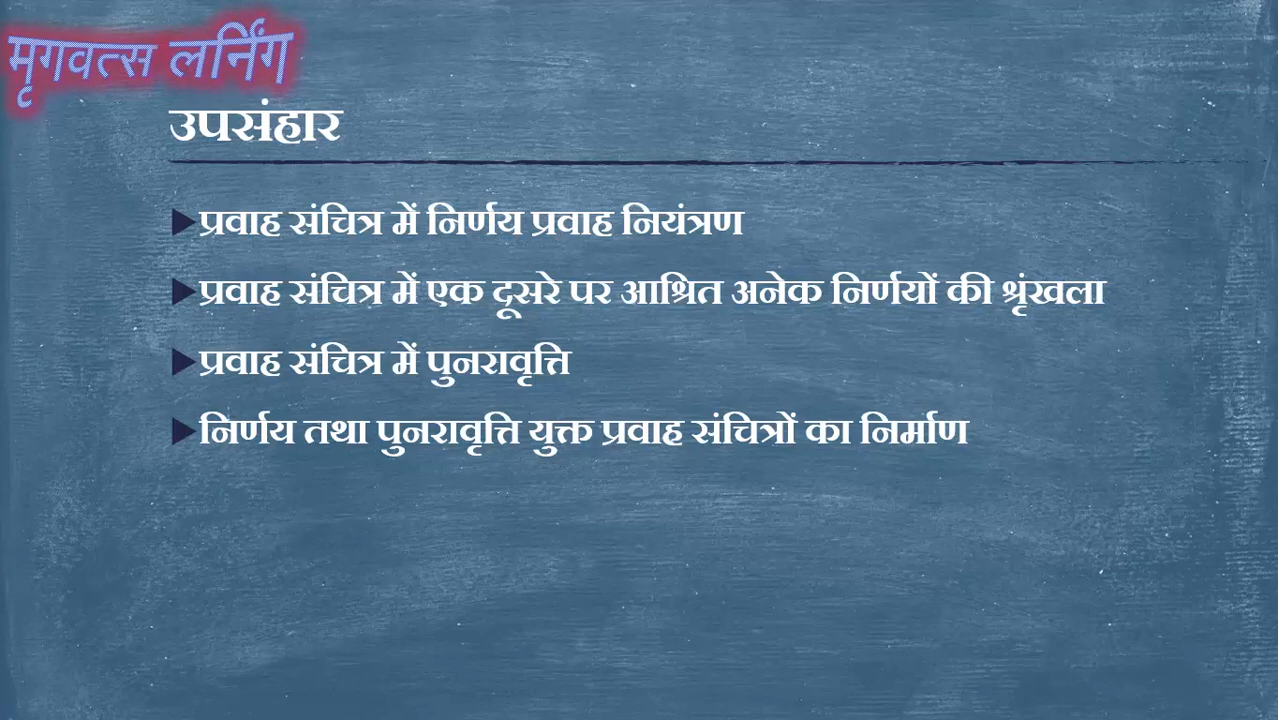 मृगवत्स लर्निंग
उपसंहार
प्रवाह संचित्र में निर्णय प्रवाह नियंत्रण
प्रवाह संचित्र में एक दूसरे पर आश्रित अनेक निर्णयों की श्रृंखला
प्रवाह संचित्र में पुनरावृत्ति
निर्णय तथा पुनरावृत्ति युक्त प्रवाह संचित्रों का निर्माण